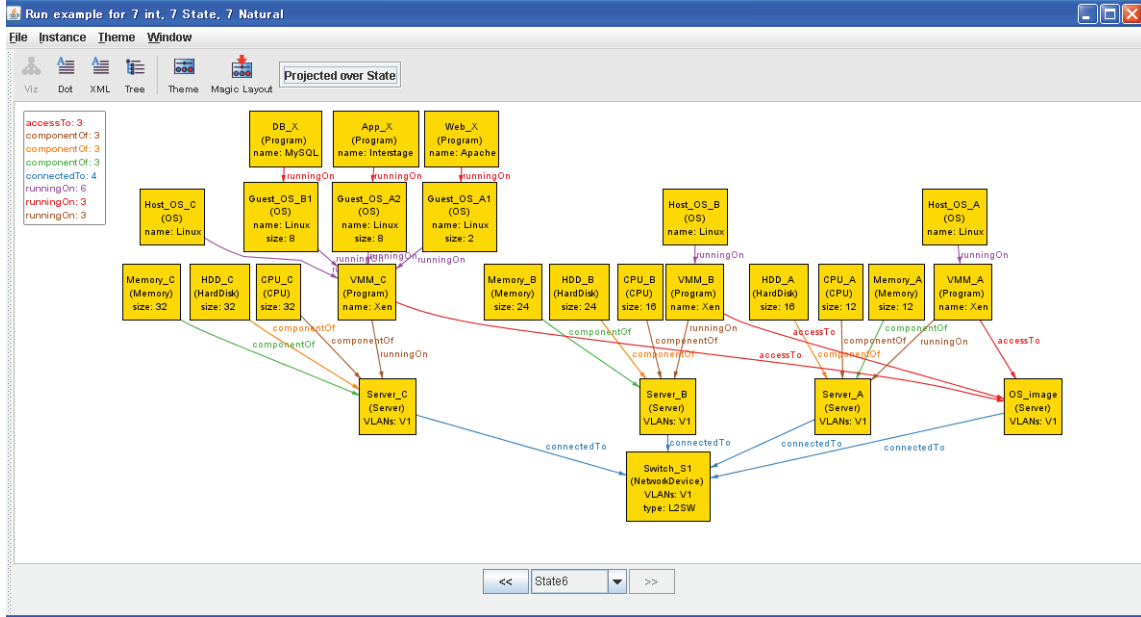 Run example for 7 int, 7 State, 7 Natural
File Instance Theme Window
Viz Dot XML Tree Theme Magic Layout Projected over State
accessTo: 3
componentOf: 3
componentOf: 3
componentOf: 3
connectedTo: 4
runningOn: 6
runningOn: 3
runningOn: 3
DB_X
(Program)
name: MySQL
App_X
(Program)
name: Interstage
Web_X
(Program)
name: Apache
runningOn runningOn runningOn
Host_OS_C
(OS)
name: Linux
Guest_OS_B1
(OS)
name: Linux
size: 8
Guest_OS_A2
(OS)
name: Linux
size: 8
Guest_OS_A1
(OS)
name: Linux
size: 2
Host_OS_B
(OS)
name: Linux
Host_OS_A
(OS)
name: Linux
runningOn runningOn runningOn
Memory_C
(Memory)
size: 32
HDD_C
(HardDisk)
size: 32
CPU_C
(CPU)
size: 32
VMM_C
(Program)
name: Xen
Memory_B
(Memory)
size: 24
HDD_B
(HardDisk)
size: 24
CPU_B
(CPU)
size: 16
VMM_B
(Program)
name: Xen
HDD_A
(HardDisk)
size: 16
CPU_A
(CPU)
size: 12
Memory_A
(Memory)
size: 12
VMM_A
(Program)
name: Xen
componentOf componentOf componentOf runningOn
componentOf componentOf componentOf runningOn
accessTo accessTo
componentOf componentOf componentOf runningOn accessTo
Server_C
(Server)
VLANs: V1
Server_B
(Server)
VLANs: V1
Server_A
(Server)
VLANs: V1
OS_image
(Server)
VLANs: V1
connectedTo connectedTo connectedTo connectedTo
Switch_S1
(NetworkDevice)
VLANs: V1
type: L2SW
<< State6 >>